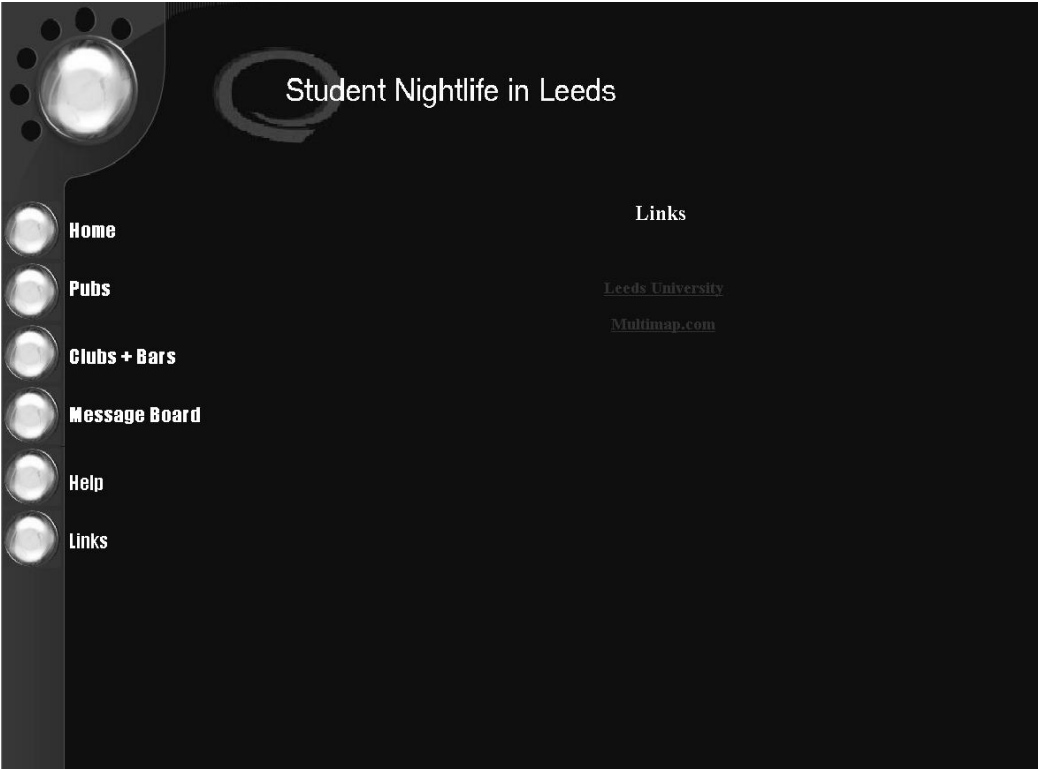 Student Nightlife in Leeds
Home
Pubs
Clubs + Bars
Message Board
Help
Links
Links
Leeds University
Multimap.com